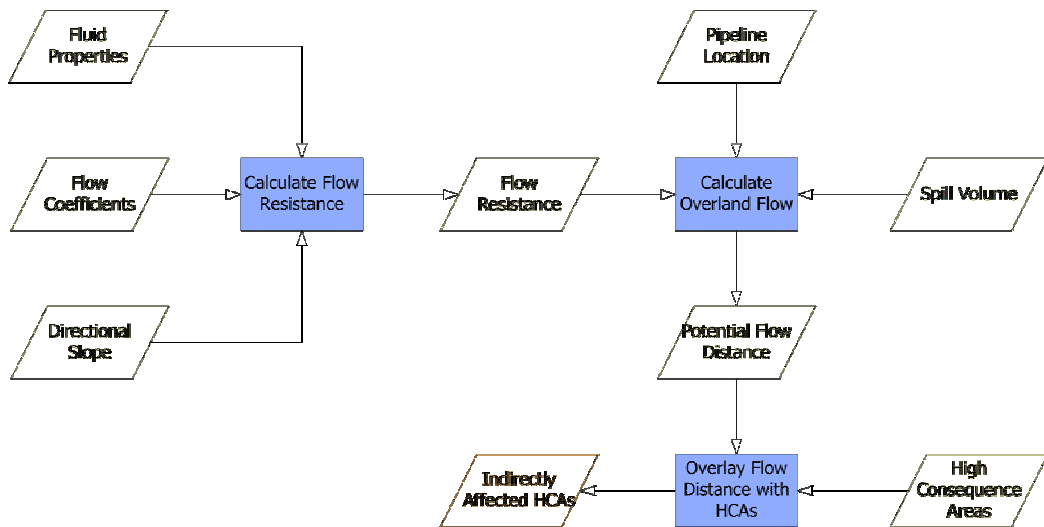 Fluid
Properties
Pipeline
Location
Flow
Coefficients
Calculate Flow
Resistance
Flow
Resistance
Calculate
Overland Flow
Spill Volume
Directional
Slope
Potential Flow
Distance
Indirectly
Affected HCAs
Overlay Flow
Distance with
HCAs
High
Consequence
Areas